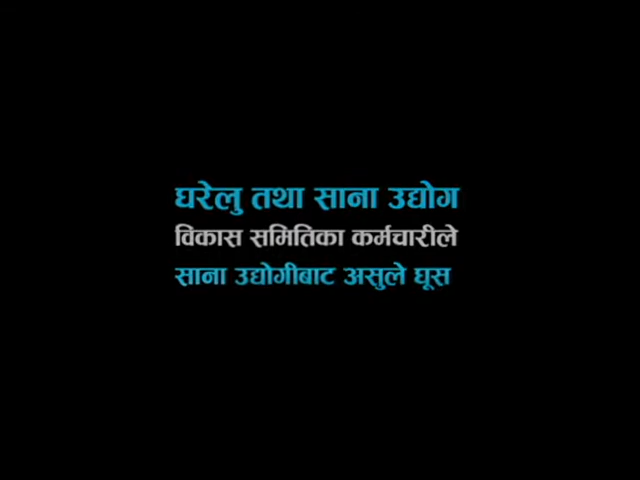 घरेलु तथा साना उद्योग
विकास समितिका कर्मचारीले
साना उद्योगीबाट असुले घूस